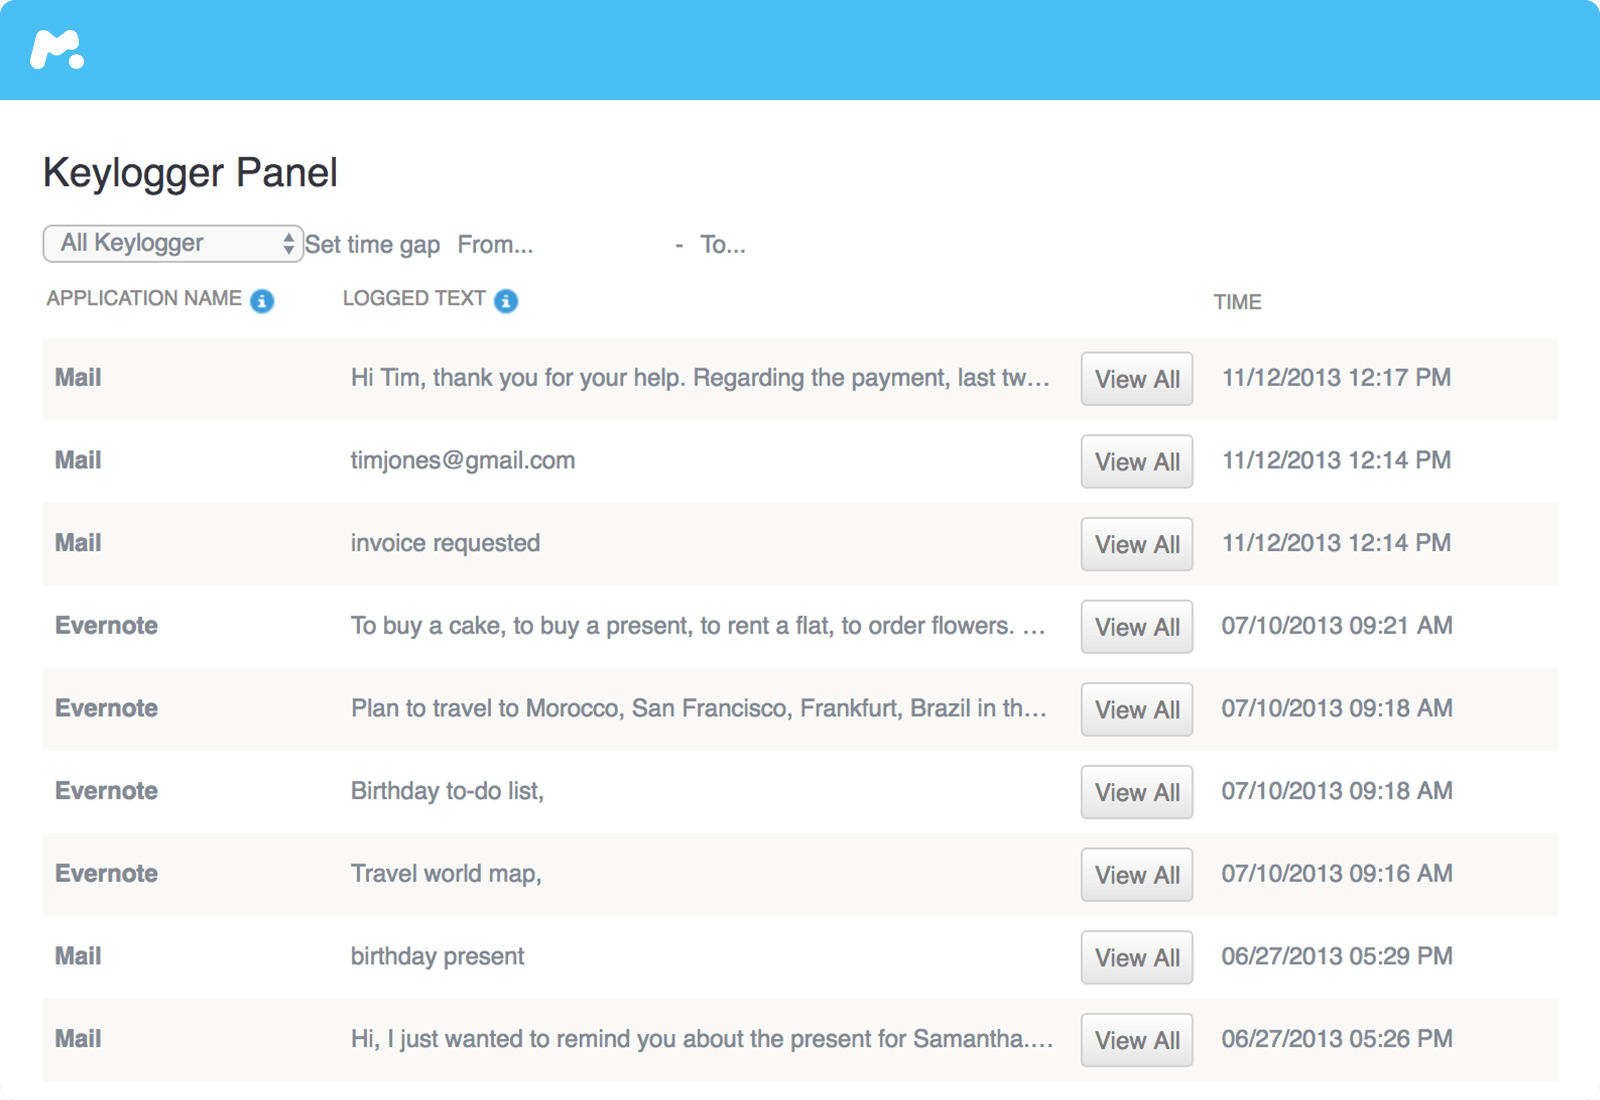 Keylogger Panel
All Keylogger Set time gap From... - To...
APPLICATION NAME LOGGED TEXT TIME
Mail Hi Tim, thank you for your help. Regarding the payment, last tw... View All 11/12/2013 12:17 PM
Mail timjones@gmail.com View All 11/12/2013 12:14 PM
Mail invoice requested View All 11/12/2013 12:14 PM
Evernote To buy a cake, to buy a present, to rent a flat, to order flowers. ... View All 07/10/2013 09:21 AM
Evernote Plan to travel to Morocco, San Francisco, Frankfurt, Brazil in th... View All 07/10/2013 09:18 AM
Evernote Birthday to-do list, View All 07/10/2013 09:18 AM
Evernote Travel world map, View All 07/10/2013 09:16 AM
Mail birthday present View All 06/27/2013 05:29 PM
Mail Hi, I just wanted to remind you about the present for Samantha.... View All 06/27/2013 05:26 PM